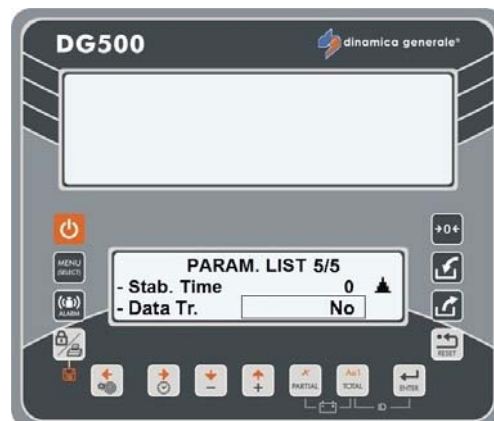 DG500
dinamica generale®
→0←
MENU
(SELECT)
ALARM
PARAM. LIST 5/5
- Stab. Time 0
- Data Tr. No
RESET
PARTIAL
TOTAL
ENTER
ID